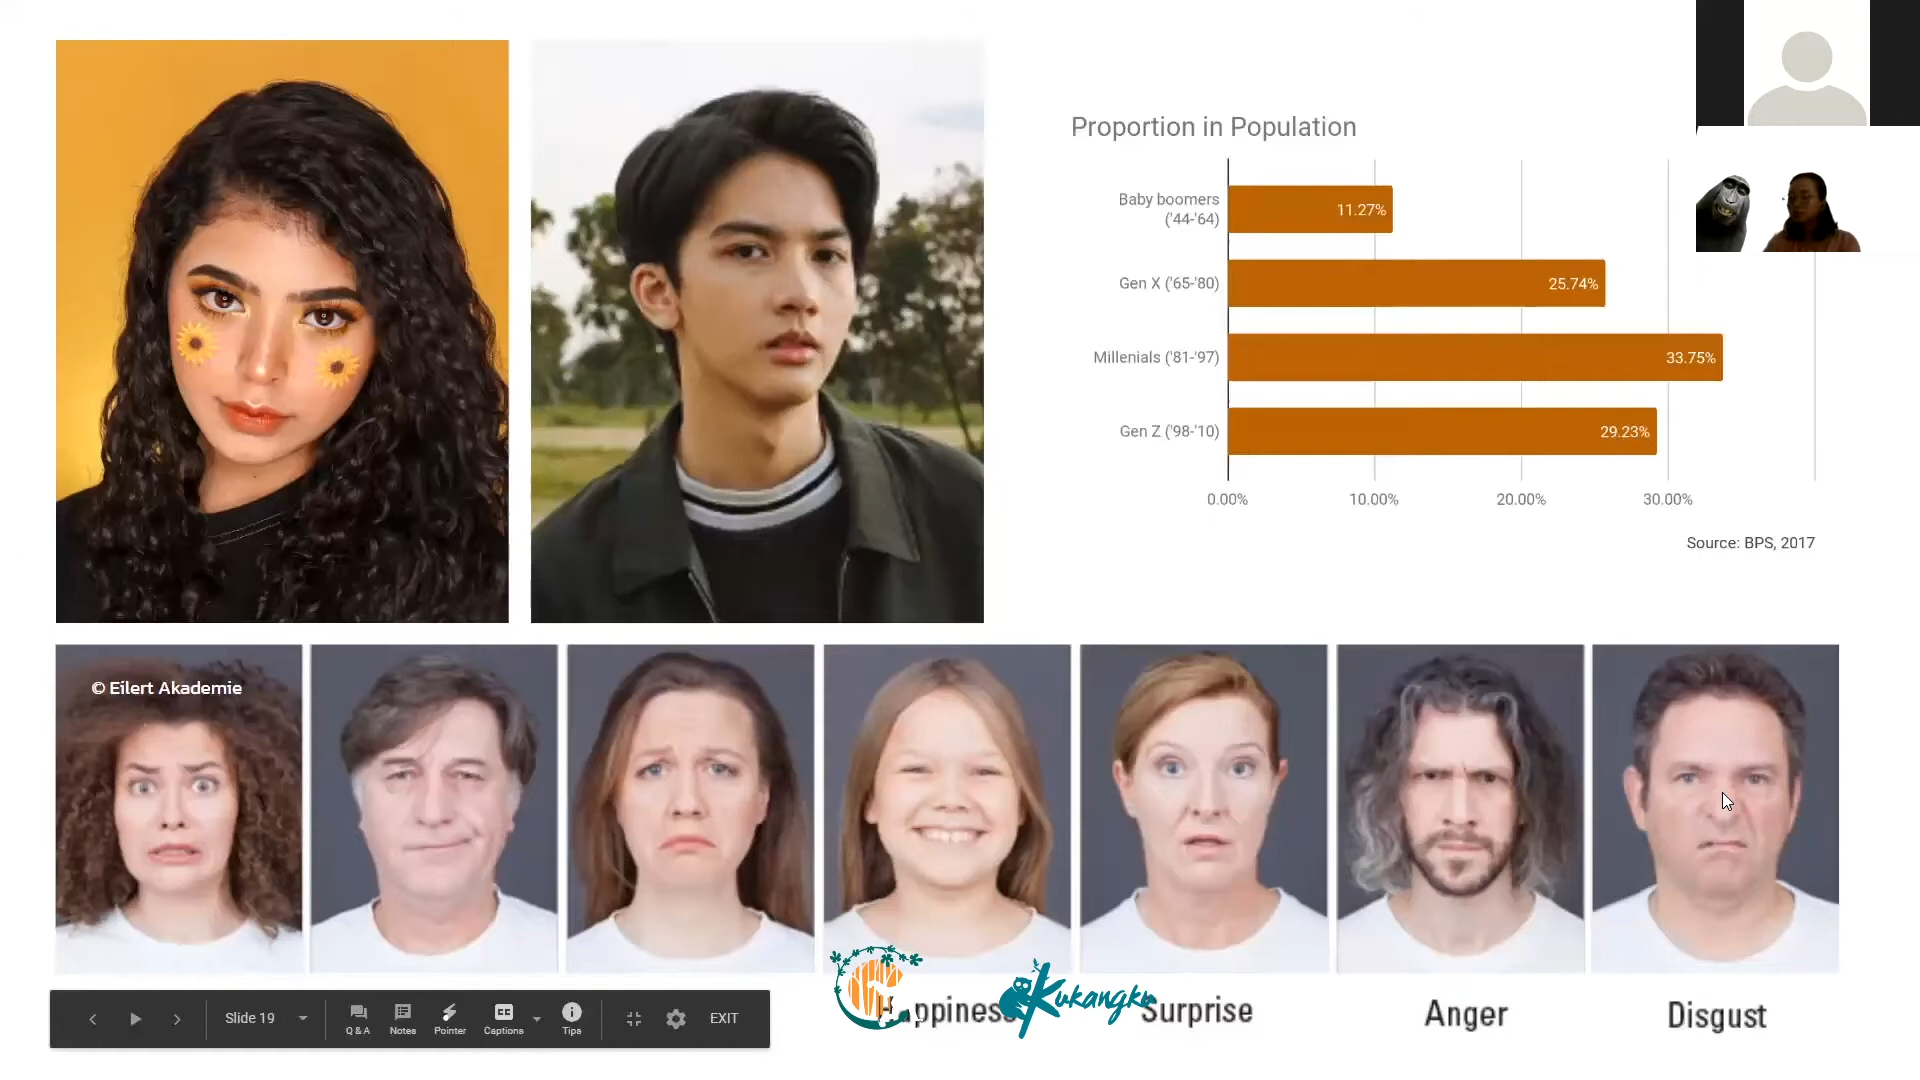 Proportion in Population
Baby boomers
('44-'64)
11.27%
Gen X ('65-'80)
25.74%
Millenials ('81-'97)
33.75%
Gen Z ('98-'10)
29.23%
0.00%
10.00%
20.00%
30.00%
Source: BPS, 2017
© Eilert Akademie
Happiness
Kukangku
Surprise
Anger
Disgust
Slide 19
Q & A
Notes
Pointer
Captions
Tips
EXIT